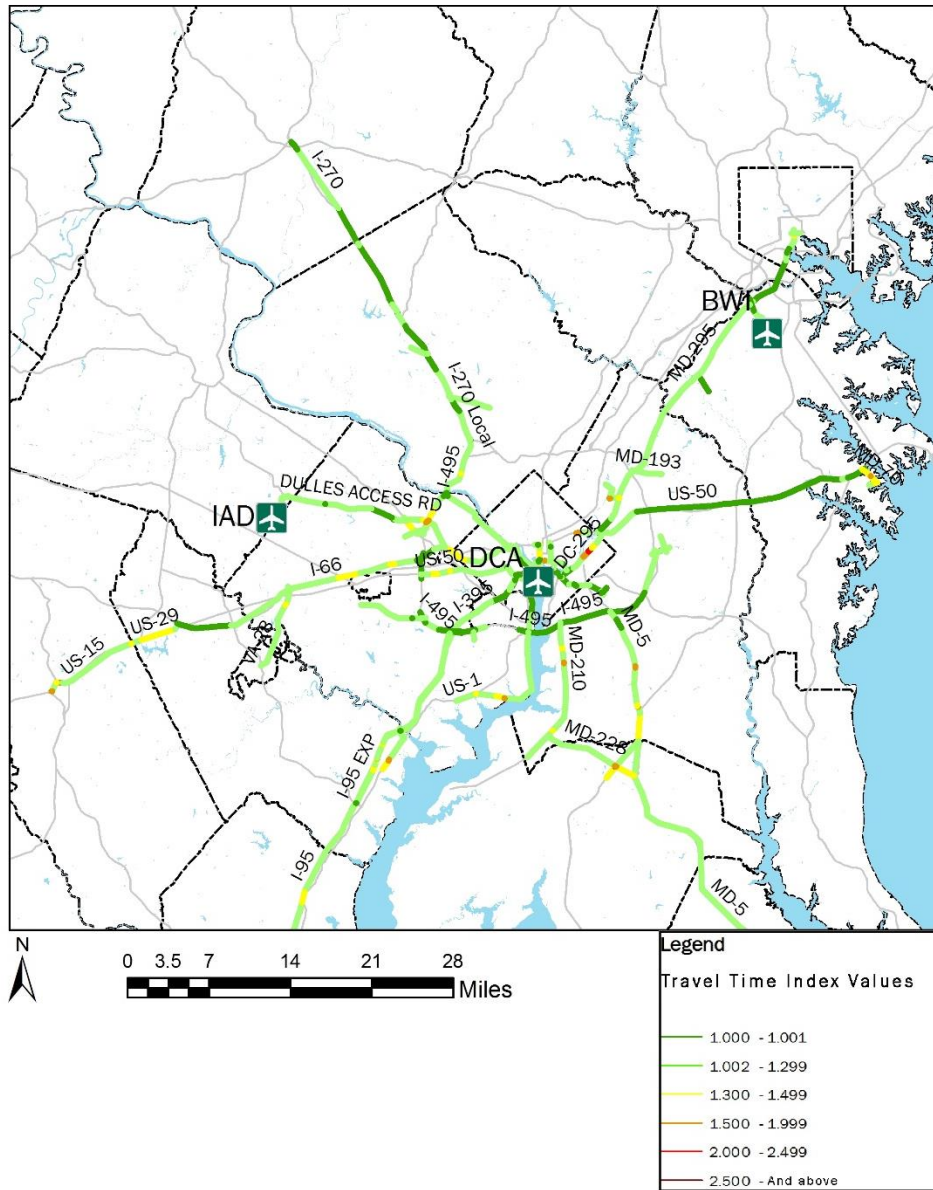 I-270
BWI
MD-295
I-270 Local
MD-193
I-495
US-50
DULLES ACCESS RD
IAD
DC-295
US-50
DCA
I-66
I-395
I-495
I-495
I-495
MD-5
US-29
US-15
VA-28
MD-210
US-1
MD-228
I-95 EXP
I-95
MD-5
N
0 3.5 7 14 21 28
Miles
Legend
Travel Time Index Values
1.000 - 1.001
1.002 - 1.299
1.300 - 1.499
1.500 - 1.999
2.000 - 2.499
2.500 - And above